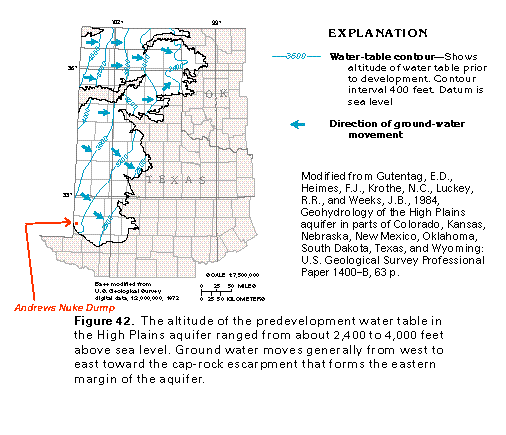 102°
99°
EXPLANATION
3600
Water-table contour—Shows
altitude of water table prior
to development. Contour
interval 400 feet. Datum is
sea level
Direction of ground-water
movement
36°
OK
TEXAS
33°
Modified from Gutentag, E.D.,
Heimes, F.J., Krothe, N.C., Luckey,
R.R., and Weeks, J.B., 1984,
Geohydrology of the High Plains
aquifer in parts of Colorado, Kansas,
Nebraska, New Mexico, Oklahoma,
South Dakota, Texas, and Wyoming:
U.S. Geological Survey Professional
Paper 1400–B, 63 p.
SCALE 1:7,500,000
0 25 50 MILES
0 25 50 KILOMETERS
Base modified from
U.S. Geological Survey
digital data, 1:2,000,000, 1972
Andrews Nuke Dump
Figure 42. The altitude of the predevelopment water table in
the High Plains aquifer ranged from about 2,400 to 4,000 feet
above sea level. Ground water moves generally from west to
east toward the cap-rock escarpment that forms the eastern
margin of the aquifer.